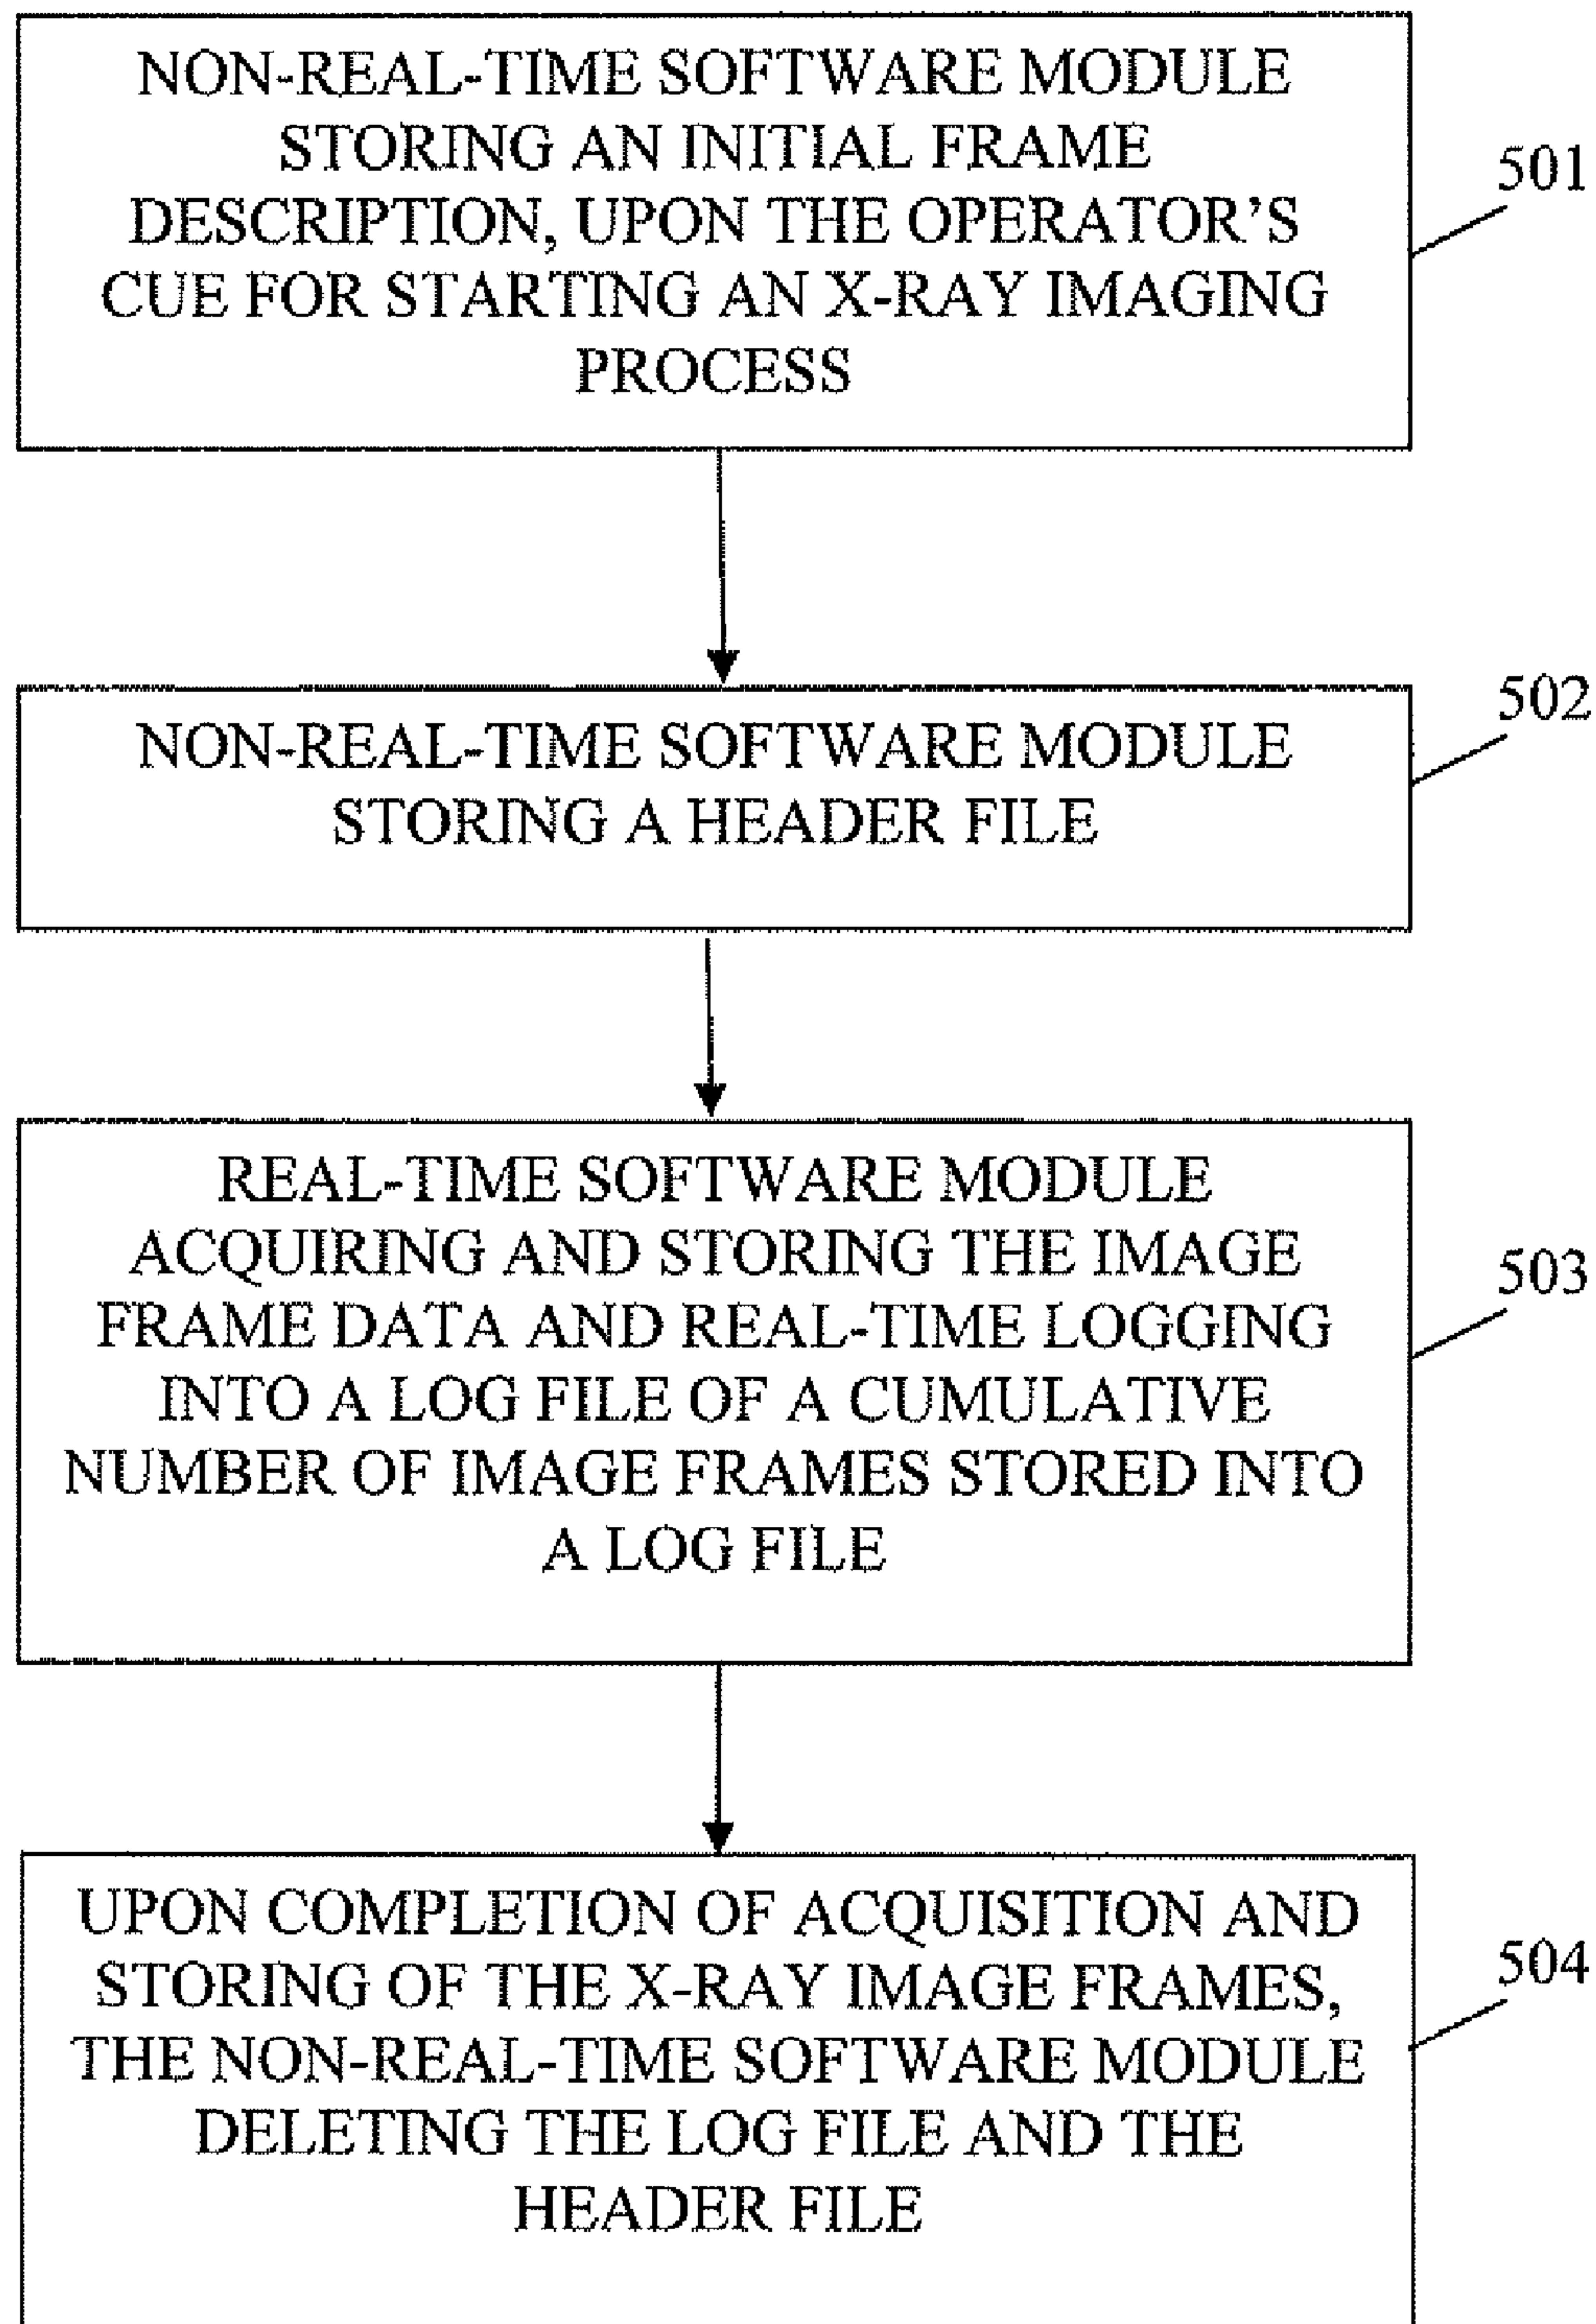 NON-REAL-TIME SOFTWARE MODULE
STORING AN INITIAL FRAME
DESCRIPTION, UPON THE OPERATOR'S
CUE FOR STARTING AN X-RAY IMAGING
PROCESS
501
NON-REAL-TIME SOFTWARE MODULE
STORING A HEADER FILE
502
REAL-TIME SOFTWARE MODULE
ACQUIRING AND STORING THE IMAGE
FRAME DATA AND REAL-TIME LOGGING
INTO A LOG FILE OF A CUMULATIVE
NUMBER OF IMAGE FRAMES STORED INTO
A LOG FILE
503
UPON COMPLETION OF ACQUISITION AND
STORING OF THE X-RAY IMAGE FRAMES,
THE NON-REAL-TIME SOFTWARE MODULE
DELETING THE LOG FILE AND THE
HEADER FILE
504